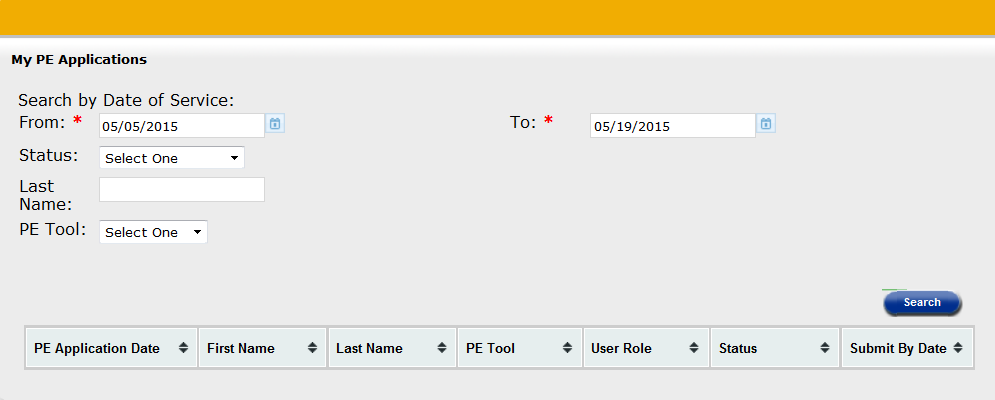 My PE Applications
Search by Date of Service:
From: * 05/05/2015 To: * 05/19/2015
Status: Select One
Last
Name:
PE Tool: Select One
Search
PE Application Date First Name Last Name PE Tool User Role Status Submit By Date